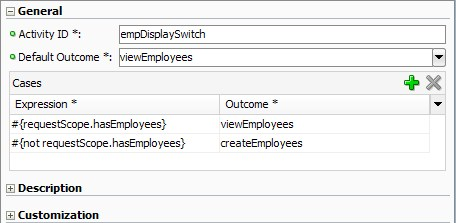 General
Activity ID *: empDisplaySwitch
Default Outcome *: viewEmployees
Cases
Expression * Outcome *
#{requestScope.hasEmployees} viewEmployees
#{not requestScope.hasEmployees} createEmployees
Description
Customization